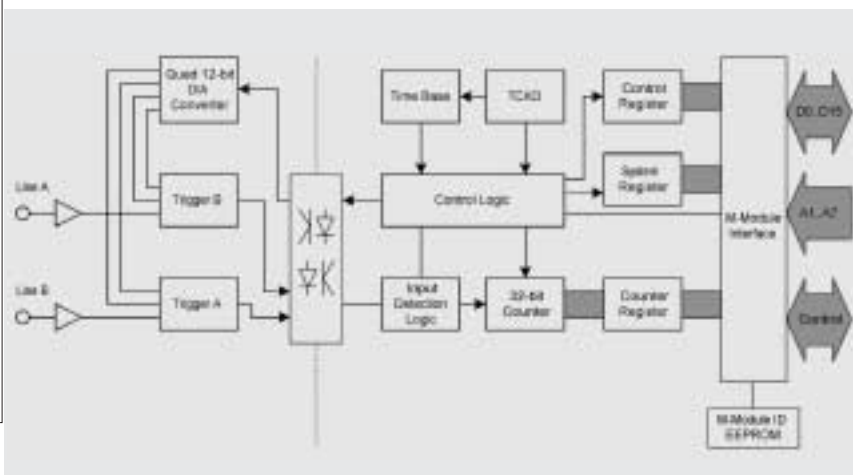 Quad 12-bit
D/A
Converter
Time Base
TCXO
Control
Register
D0..D15
Line A
Trigger B
Control Logic
System
Register
M-Module
Interface
A1..A7
Line B
Trigger A
Input
Detection
Logic
32-bit
Counter
Counter
Register
Control
M-Module ID
EEPROM